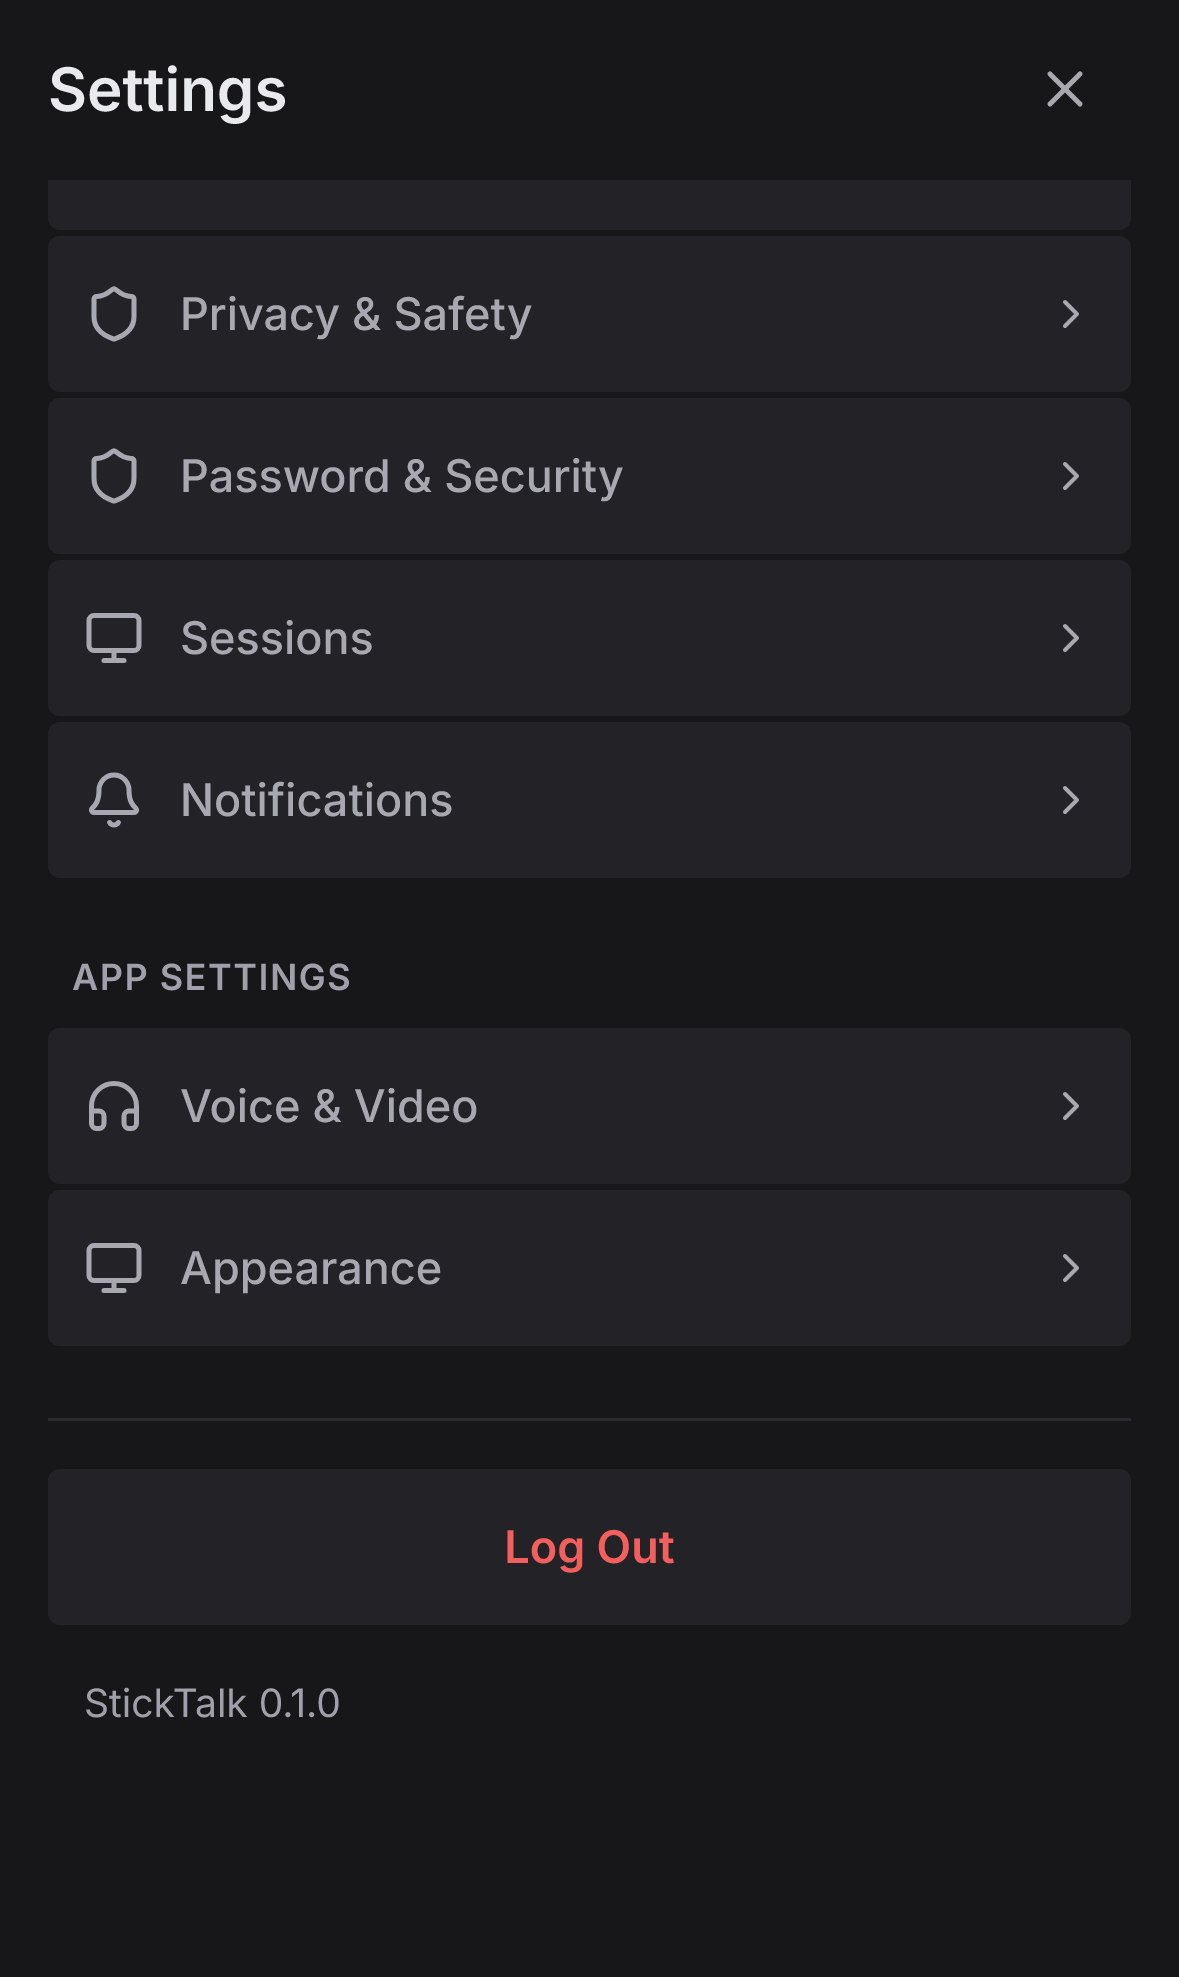 Settings
Privacy & Safety
Password & Security
Sessions
Notifications
APP SETTINGS
Voice & Video
Appearance
Log Out
StickTalk 0.1.0